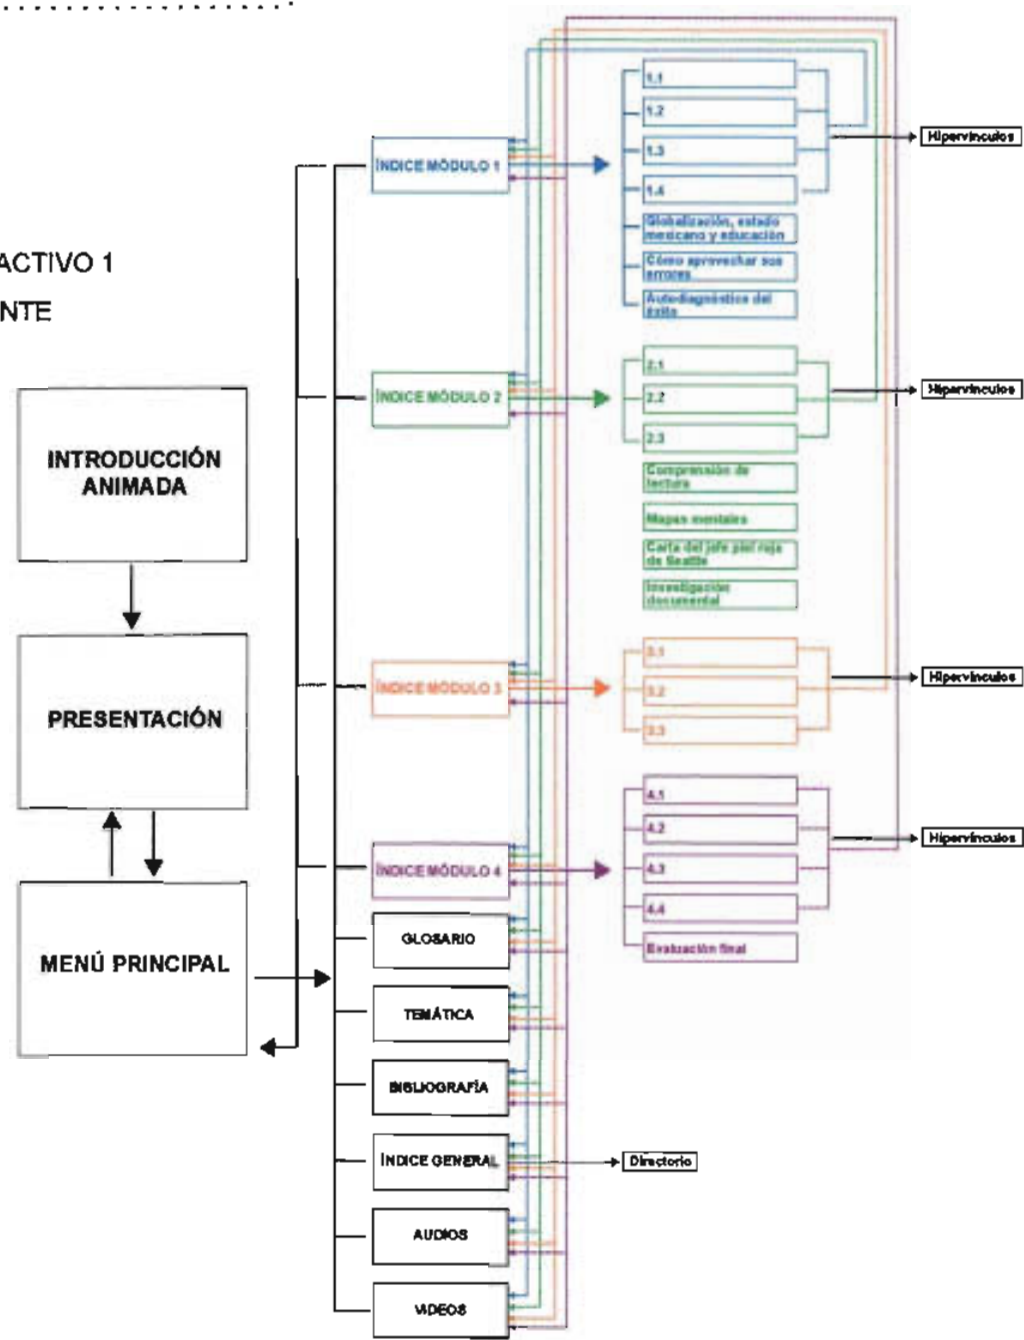 ACTIVO 1
NTE
INTRODUCCIÓN
ANIMADA
PRESENTACIÓN
MENÚ PRINCIPAL
ÍNDICE MÓDULO 1
1.1
1.2
1.3
1.4
Globalización, estado
mexicano y educación
Cómo aprovechar sus
errores
Autodiagnóstico del
éxito
Hipervínculos
ÍNDICE MÓDULO 2
2.1
2.2
2.3
Comprensión de
lectura
Mapas mentales
Carta del jefe piel roja
de Seattle
Investigación
documental
Hipervínculos
ÍNDICE MÓDULO 3
3.1
3.2
3.3
Hipervínculos
ÍNDICE MÓDULO 4
4.1
4.2
4.3
4.4
Evaluación final
Hipervínculos
GLOSARIO
TEMÁTICA
BIBLIOGRAFÍA
ÍNDICE GENERAL
Directorio
AUDIOS
VIDEOS